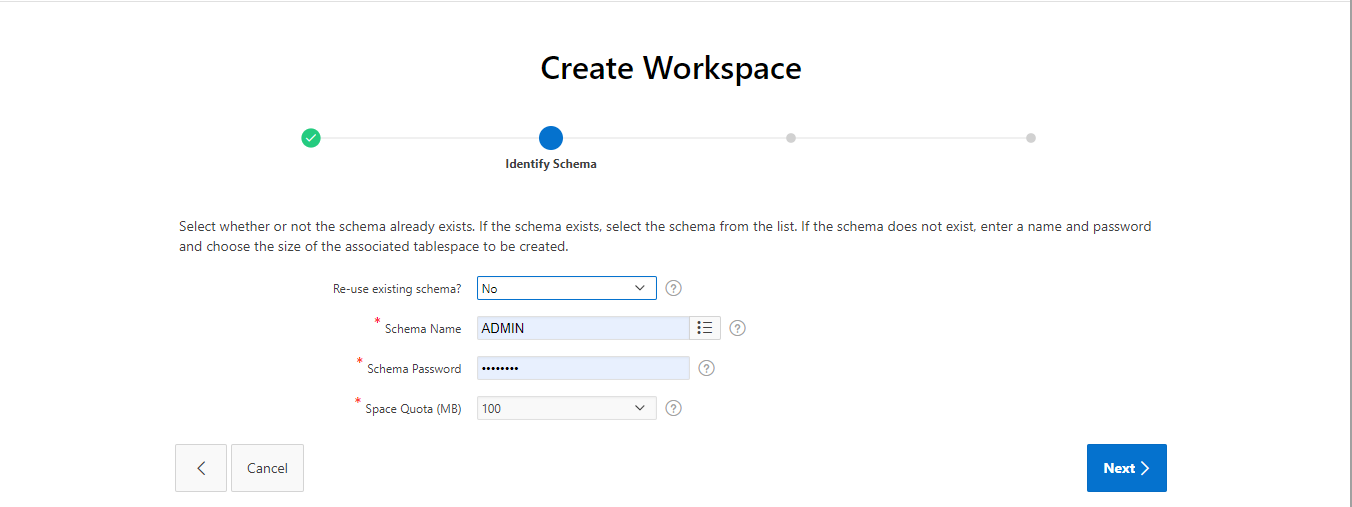 Create Workspace
Identify Schema
Select whether or not the schema already exists. If the schema exists, select the schema from the list. If the schema does not exist, enter a name and password
and choose the size of the associated tablespace to be created.
Re-use existing schema? No ?
* Schema Name ADMIN ?
* Schema Password •••••••• ?
* Space Quota (MB) 100 ?
Cancel Next